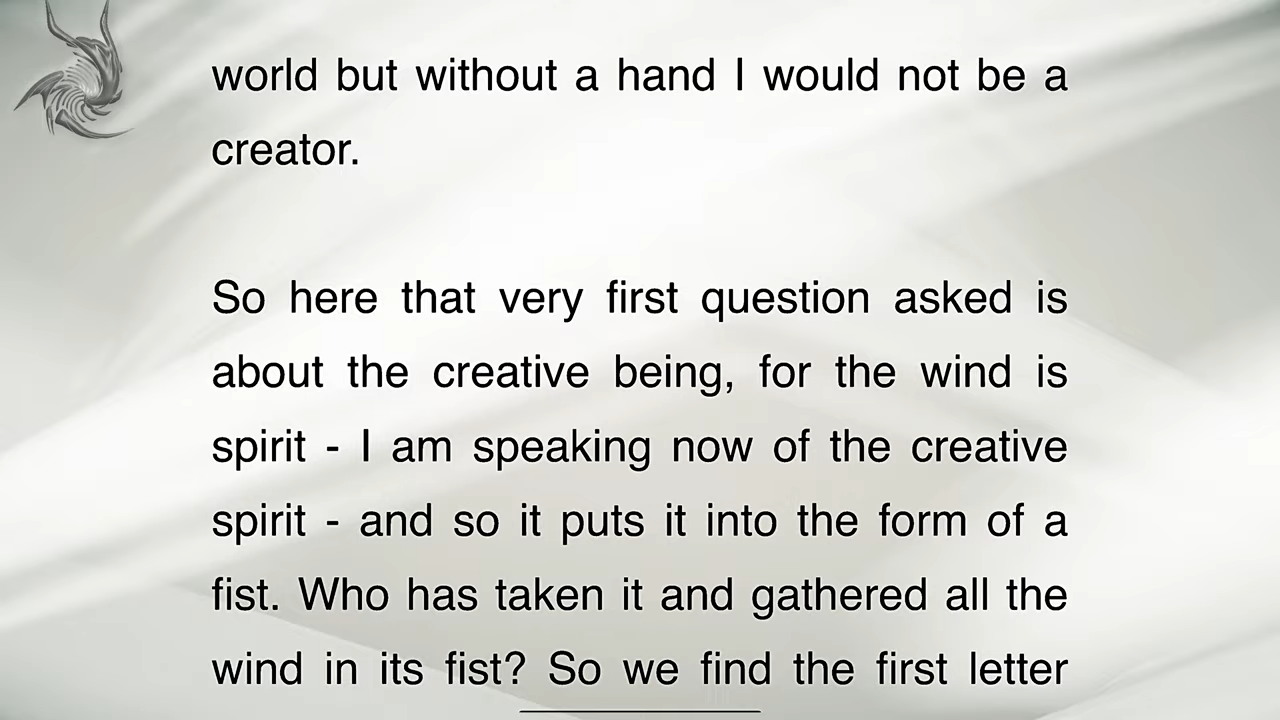 world but without a hand I would not be a
creator.
So here that very first question asked is
about the creative being, for the wind is
spirit - I am speaking now of the creative
spirit - and so it puts it into the form of a
fist. Who has taken it and gathered all the
wind in its fist? So we find the first letter